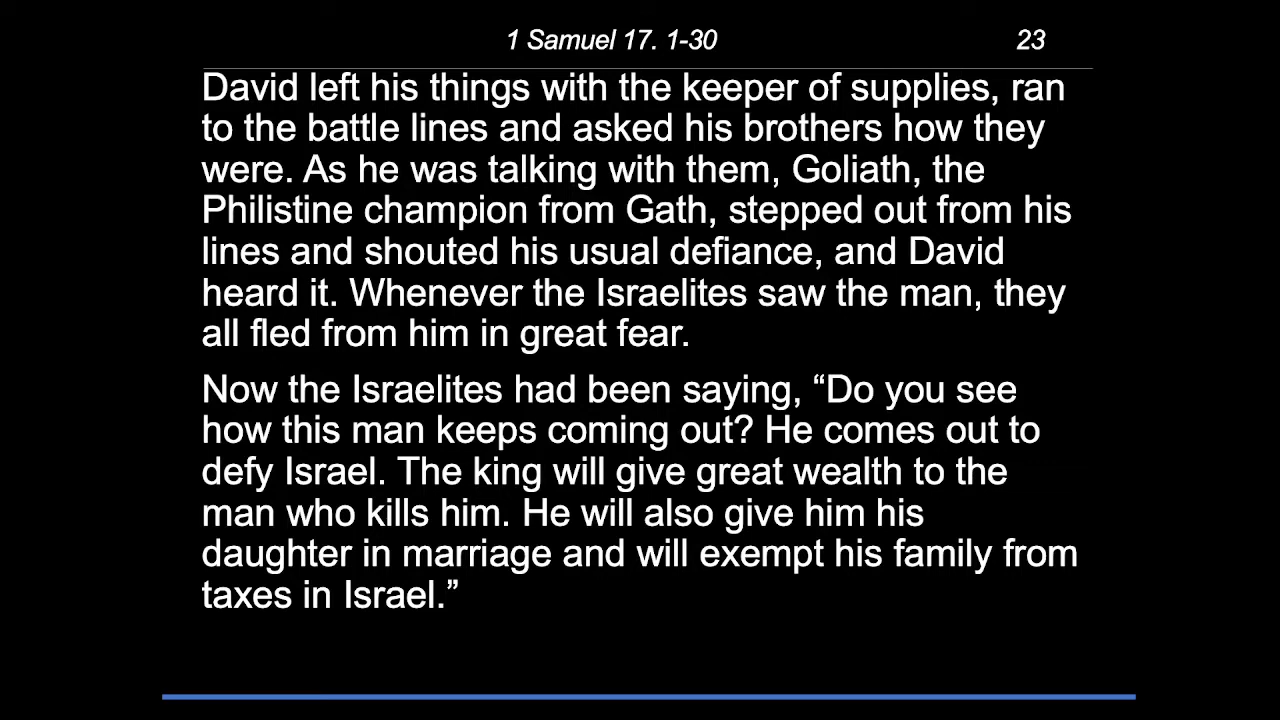 1 Samuel 17. 1-30 23
David left his things with the keeper of supplies, ran
to the battle lines and asked his brothers how they
were. As he was talking with them, Goliath, the
Philistine champion from Gath, stepped out from his
lines and shouted his usual defiance, and David
heard it. Whenever the Israelites saw the man, they
all fled from him in great fear.
Now the Israelites had been saying, “Do you see
how this man keeps coming out? He comes out to
defy Israel. The king will give great wealth to the
man who kills him. He will also give him his
daughter in marriage and will exempt his family from
taxes in Israel.”